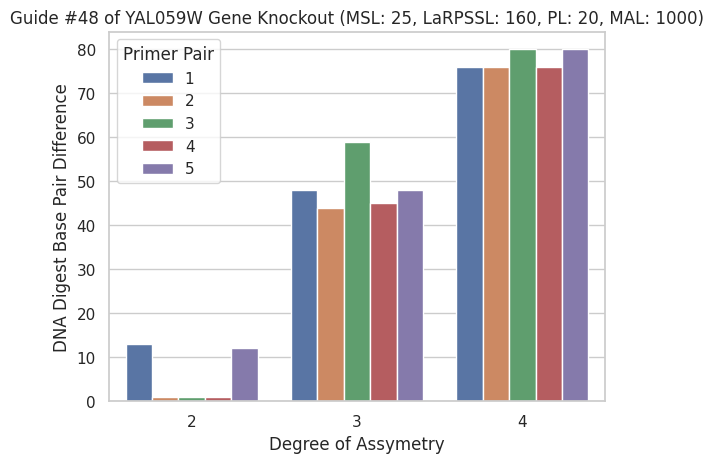 Guide #48 of YAL059W Gene Knockout (MSL: 25, LaRPSSL: 160, PL: 20, MAL: 1000)
Primer Pair
1
2
3
4
5
DNA Digest Base Pair Difference
80
70
60
50
40
30
20
10
0
2 3 4
Degree of Assymetry